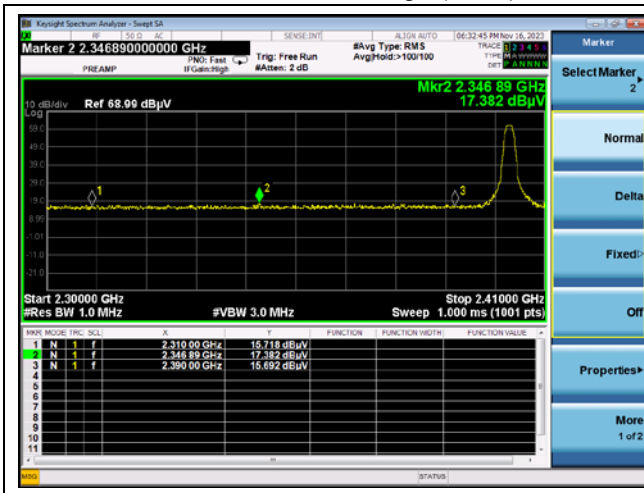 Keysight Spectrum Analyzer - Swept SA
RF 50 Ω AC SENSE:INT ALIGN AUTO 06:32:45 PM Nov 16, 2023
Marker 2 2.346890000000 GHz
PREAMP
PNO: Fast
IFGain:High
Trig: Free Run
#Atten: 2 dB
#Avg Type: RMS
Avg|Hold:>100/100
TRACE 1 2 3 4 5 6
TYPE
DET P A N N N N
Mkr2 2.346 89 GHz
17.382 dBµV
10 dB/div Ref 68.99 dBµV
Log
59.0
49.0
39.0
29.0
19.0
8.99
-1.01
-11.0
-21.0
1
2
3
Start 2.30000 GHz Stop 2.41000 GHz
#Res BW 1.0 MHz #VBW 3.0 MHz Sweep 1.000 ms (1001 pts)
MKR MODE TRC SCL X Y FUNCTION FUNCTION WIDTH FUNCTION VALUE
1 N 1 f 2.310 00 GHz 15.718 dBµV
2 N 1 f 2.346 89 GHz 17.382 dBµV
3 N 1 f 2.390 00 GHz 15.692 dBµV
4
5
6
7
8
9
10
11
MSG STATUS
Marker
Select Marker
2
Normal
Delta
Fixed
Off
Properties
More
1 of 2